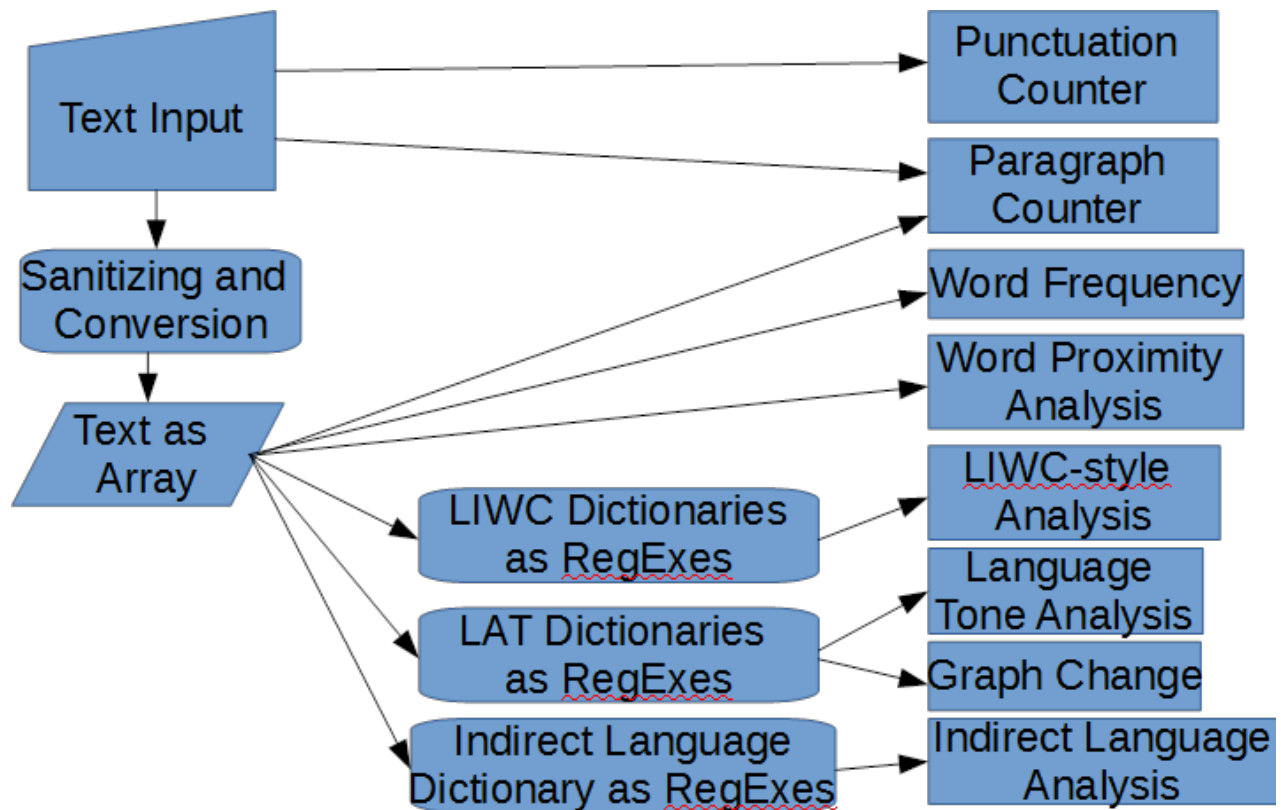 Text Input
Sanitizing and
Conversion
Text as
Array
LIWC Dictionaries
as RegExes
LAT Dictionaries
as RegExes
Indirect Language
Dictionary as RegExes
Punctuation
Counter
Paragraph
Counter
Word Frequency
Word Proximity
Analysis
LIWC-style
Analysis
Language
Tone Analysis
Graph Change
Indirect Language
Analysis